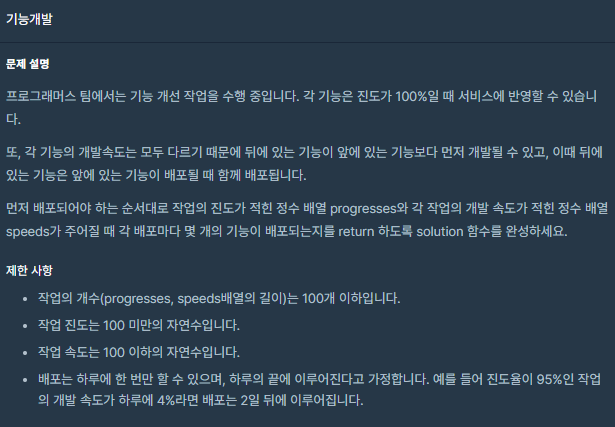 기능개발
문제 설명
프로그래머스 팀에서는 기능 개선 작업을 수행 중입니다. 각 기능은 진도가 100%일 때 서비스에 반영할 수 있습니
다.
또, 각 기능의 개발속도는 모두 다르기 때문에 뒤에 있는 기능이 앞에 있는 기능보다 먼저 개발될 수 있고, 이때 뒤에
있는 기능은 앞에 있는 기능이 배포될 때 함께 배포됩니다.
먼저 배포되어야 하는 순서대로 작업의 진도가 적힌 정수 배열 progresses와 각 작업의 개발 속도가 적힌 정수 배열
speeds가 주어질 때 각 배포마다 몇 개의 기능이 배포되는지를 return 하도록 solution 함수를 완성하세요.
제한 사항
• 작업의 개수(progresses, speeds배열의 길이)는 100개 이하입니다.
• 작업 진도는 100 미만의 자연수입니다.
• 작업 속도는 100 이하의 자연수입니다.
• 배포는 하루에 한 번만 할 수 있으며, 하루의 끝에 이루어진다고 가정합니다. 예를 들어 진도율이 95%인 작업
의 개발 속도가 하루에 4%라면 배포는 2일 뒤에 이루어집니다.